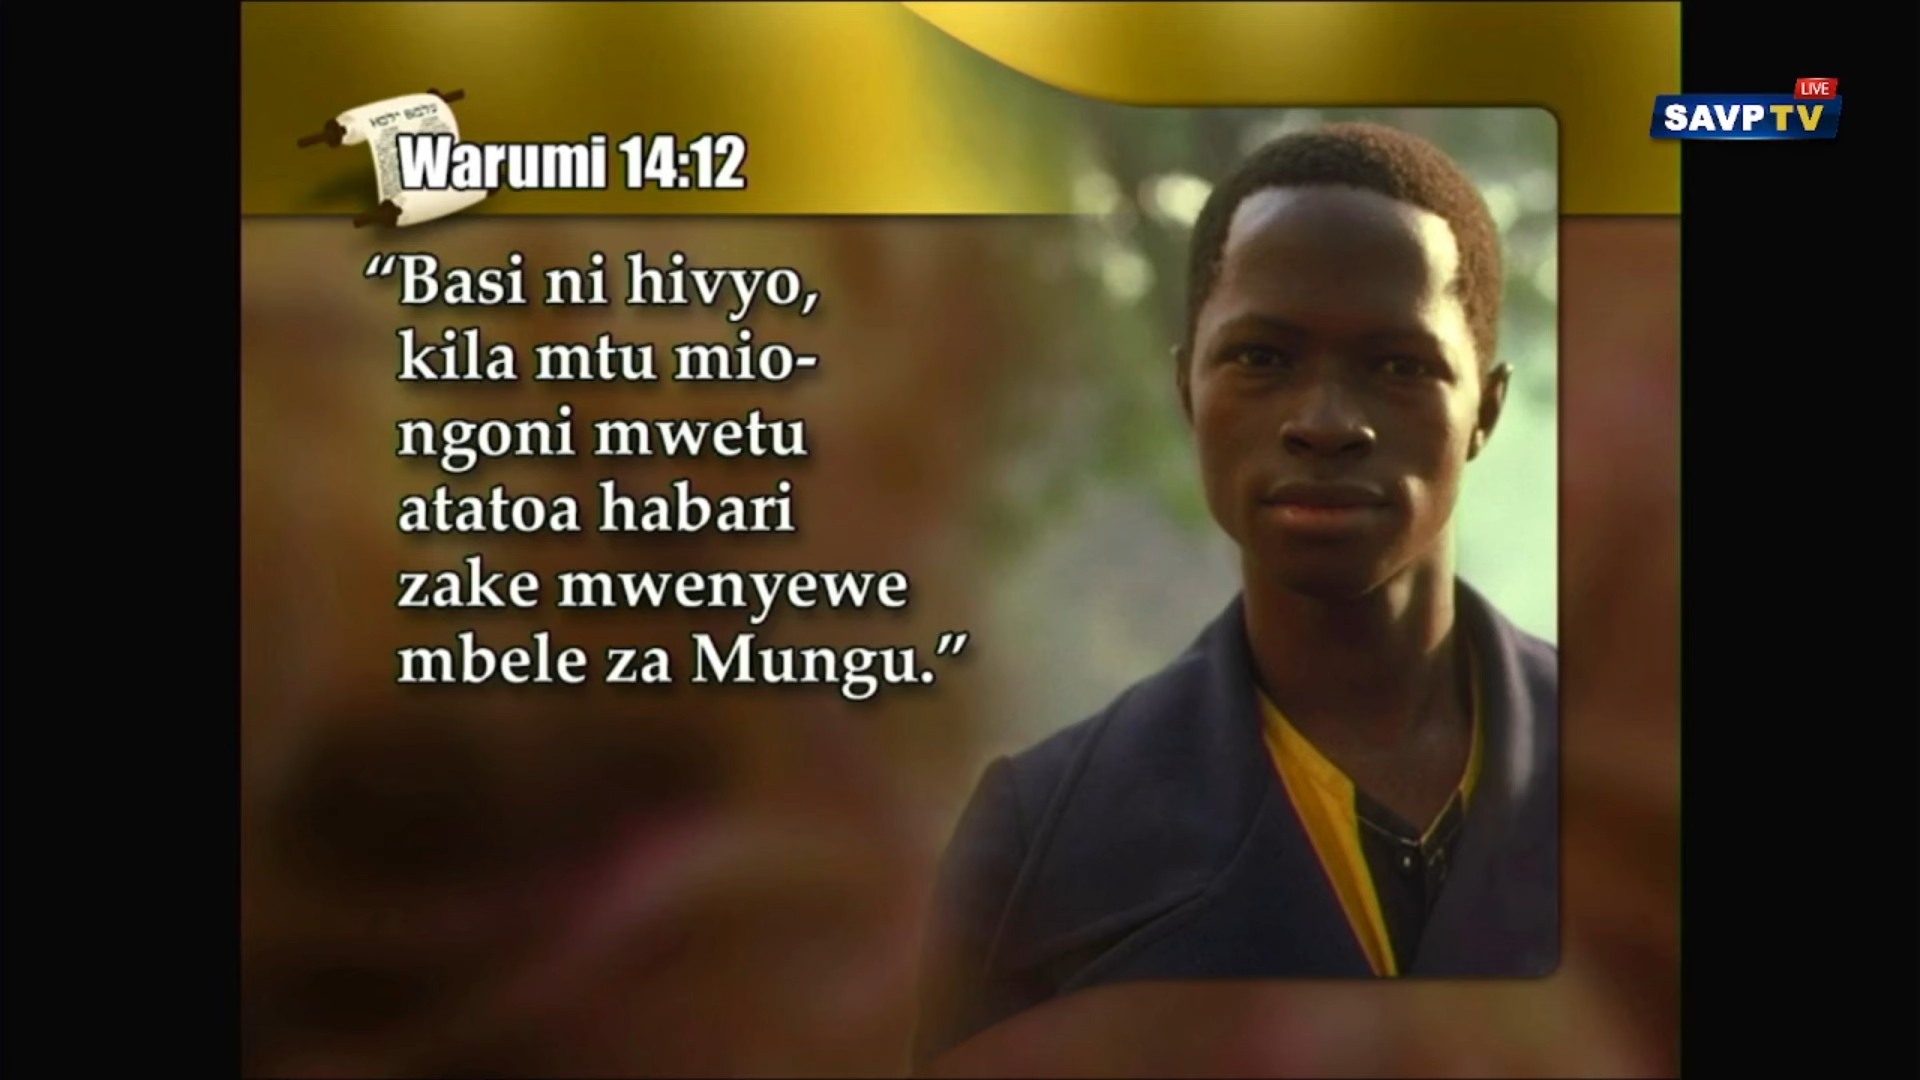 LIVE
SAVP TV
Warumi 14:12
“Basi ni hivyo,
kila mtu mio-
ngoni mwetu
atatoa habari
zake mwenyewe
mbele za Mungu.”